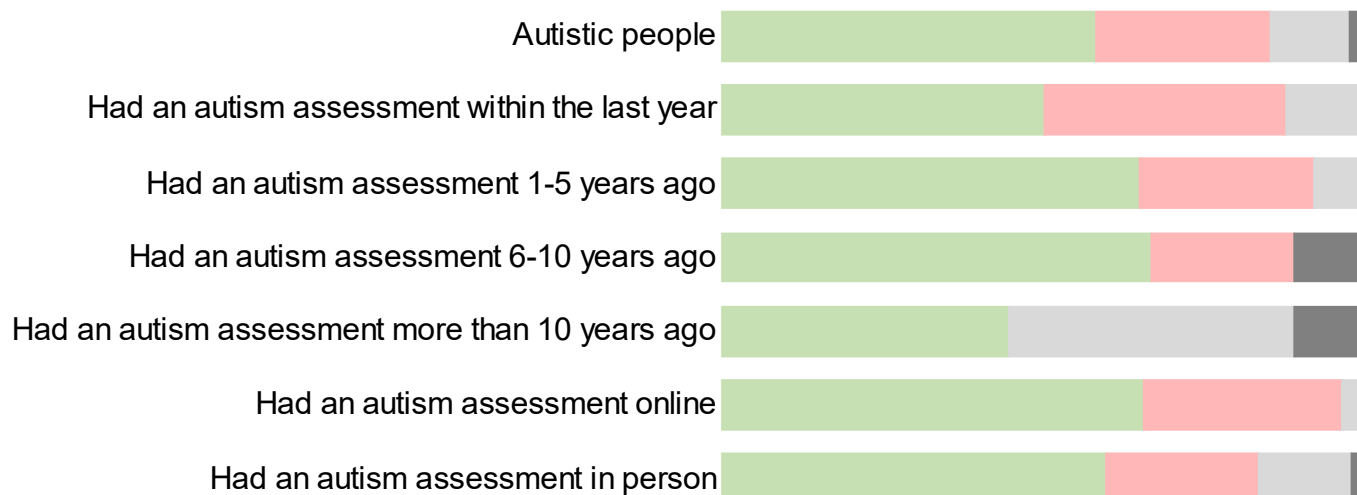 Autistic people
Had an autism assessment within the last year
Had an autism assessment 1-5 years ago
Had an autism assessment 6-10 years ago
Had an autism assessment more than 10 years ago
Had an autism assessment online
Had an autism assessment in person